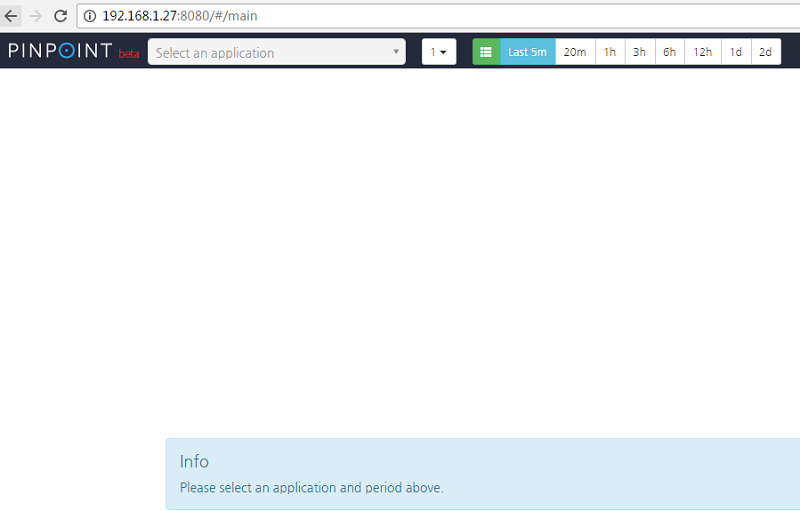 192.168.1.27:8080/#/main
PINPOINT beta Select an application 1 Last 5m 20m 1h 3h 6h 12h 1d 2d
Info
Please select an application and period above.